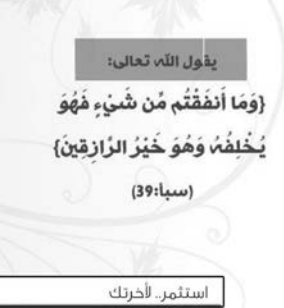 يقول الله تعالى:
{وَمَا أَنفَقْتُم مِّن شَيْءٍ فَهُوَ
يُخْلِفُهُ وَهُوَ خَيْرُ الرَّازِقِينَ}
(سبأ:39)
استثمر.. لأخرتك